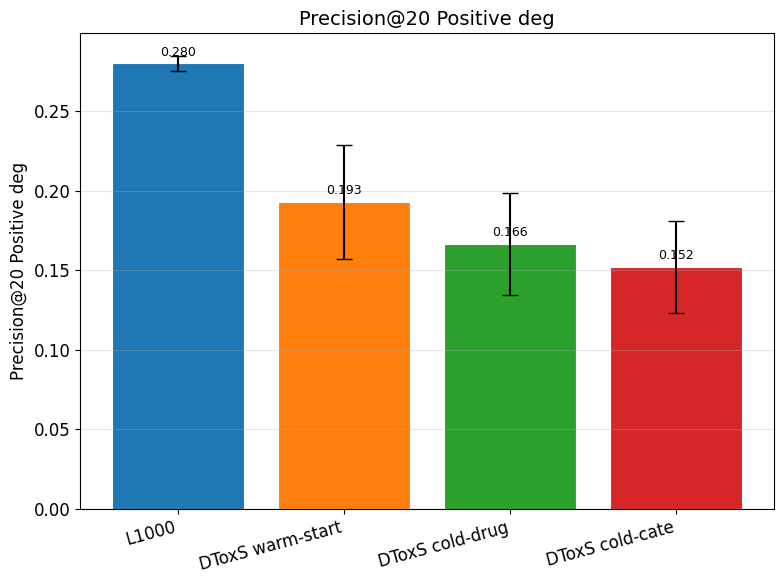 Precision@20 Positive deg
Precision@20 Positive deg
0.25
0.20
0.15
0.10
0.05
0.00
0.280
0.193
0.166
0.152
L1000
DToxS warm-start
DToxS cold-drug
DToxS cold-cate